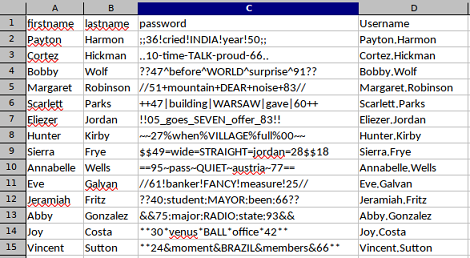 A B C D
1 firstname lastname password Username
2 Payton Harmon ;;36!cried!INDIA!year!50;; Payton,Harmon
3 Cortez Hickman ..10-time-TALK-proud-66.. Cortez,Hickman
4 Bobby Wolf ??47^before^WORLD^surprise^91?? Bobby,Wolf
5 Margaret Robinson //51+mountain+DEAR+noise+83// Margaret,Robinson
6 Scarlett Parks ++47|building|WARSAW|gave|60++ Scarlett,Parks
7 Eliezer Jordan !!05_goes_SEVEN_offer_83!! Eliezer,Jordan
8 Hunter Kirby ~~27%when%VILLAGE%full%00~~ Hunter,Kirby
9 Sierra Frye $$49=wide=STRAIGHT=jordan=28$$18 Sierra,Frye
10 Annabelle Wells ==95~pass~QUIET~austria~77== Annabelle,Wells
11 Eve Galvan //61!banker!FANCY!measure!25// Eve,Galvan
12 Jeramiah Fritz ??40;student;MAYOR;been;66?? Jeramiah,Fritz
13 Abby Gonzalez &&75;major;RADIO;state;93&& Abby,Gonzalez
14 Joy Costa **30*venus*BALL*office*42** Joy,Costa
15 Vincent Sutton **24&moment&BRAZIL&members&66** Vincent,Sutton